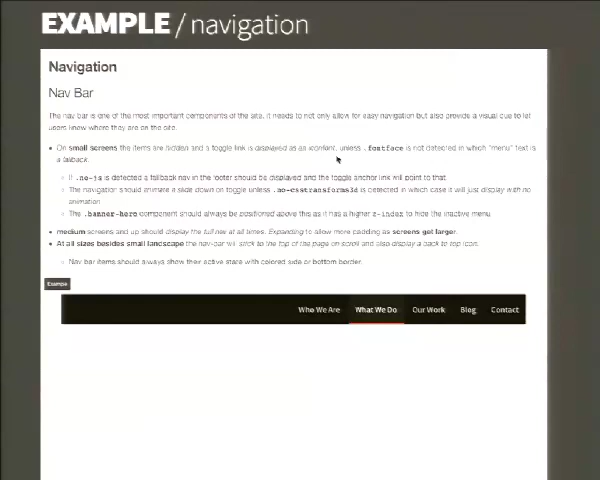 EXAMPLE / navigation
Navigation
Nav Bar
The nav bar is one of the most important components of the site, it needs to not only allow for easy navigation but also provide a visual due to let
users know where they are on the site.
• On small screens the items are hidden and a toggle link is displayed as an iconfont, unless .fontface is not detected in which "menu" text is
a fallback.
◦ If .no-js is detected a fallback nav in the footer should be displayed and the toggle anchor link will point to that.
◦ The navigation should animate a slide down on toggle unless .no-csstransforms3d is detected in which case it will just display with no
animation.
◦ The .banner-hero component should always be positioned above this as it has a higher z-index to hide the inactive menu.
• medium screens and up should display the full nav at all times. Expanding to allow more padding as screens get larger.
• At all sizes besides small landscape the nav-bar will stick to the top of the page on scroll and also display a back to top icon.
◦ Nav bar items should always show their active state with colored side or bottom border.
Example
Who We Are What We Do Our Work Blog Contact